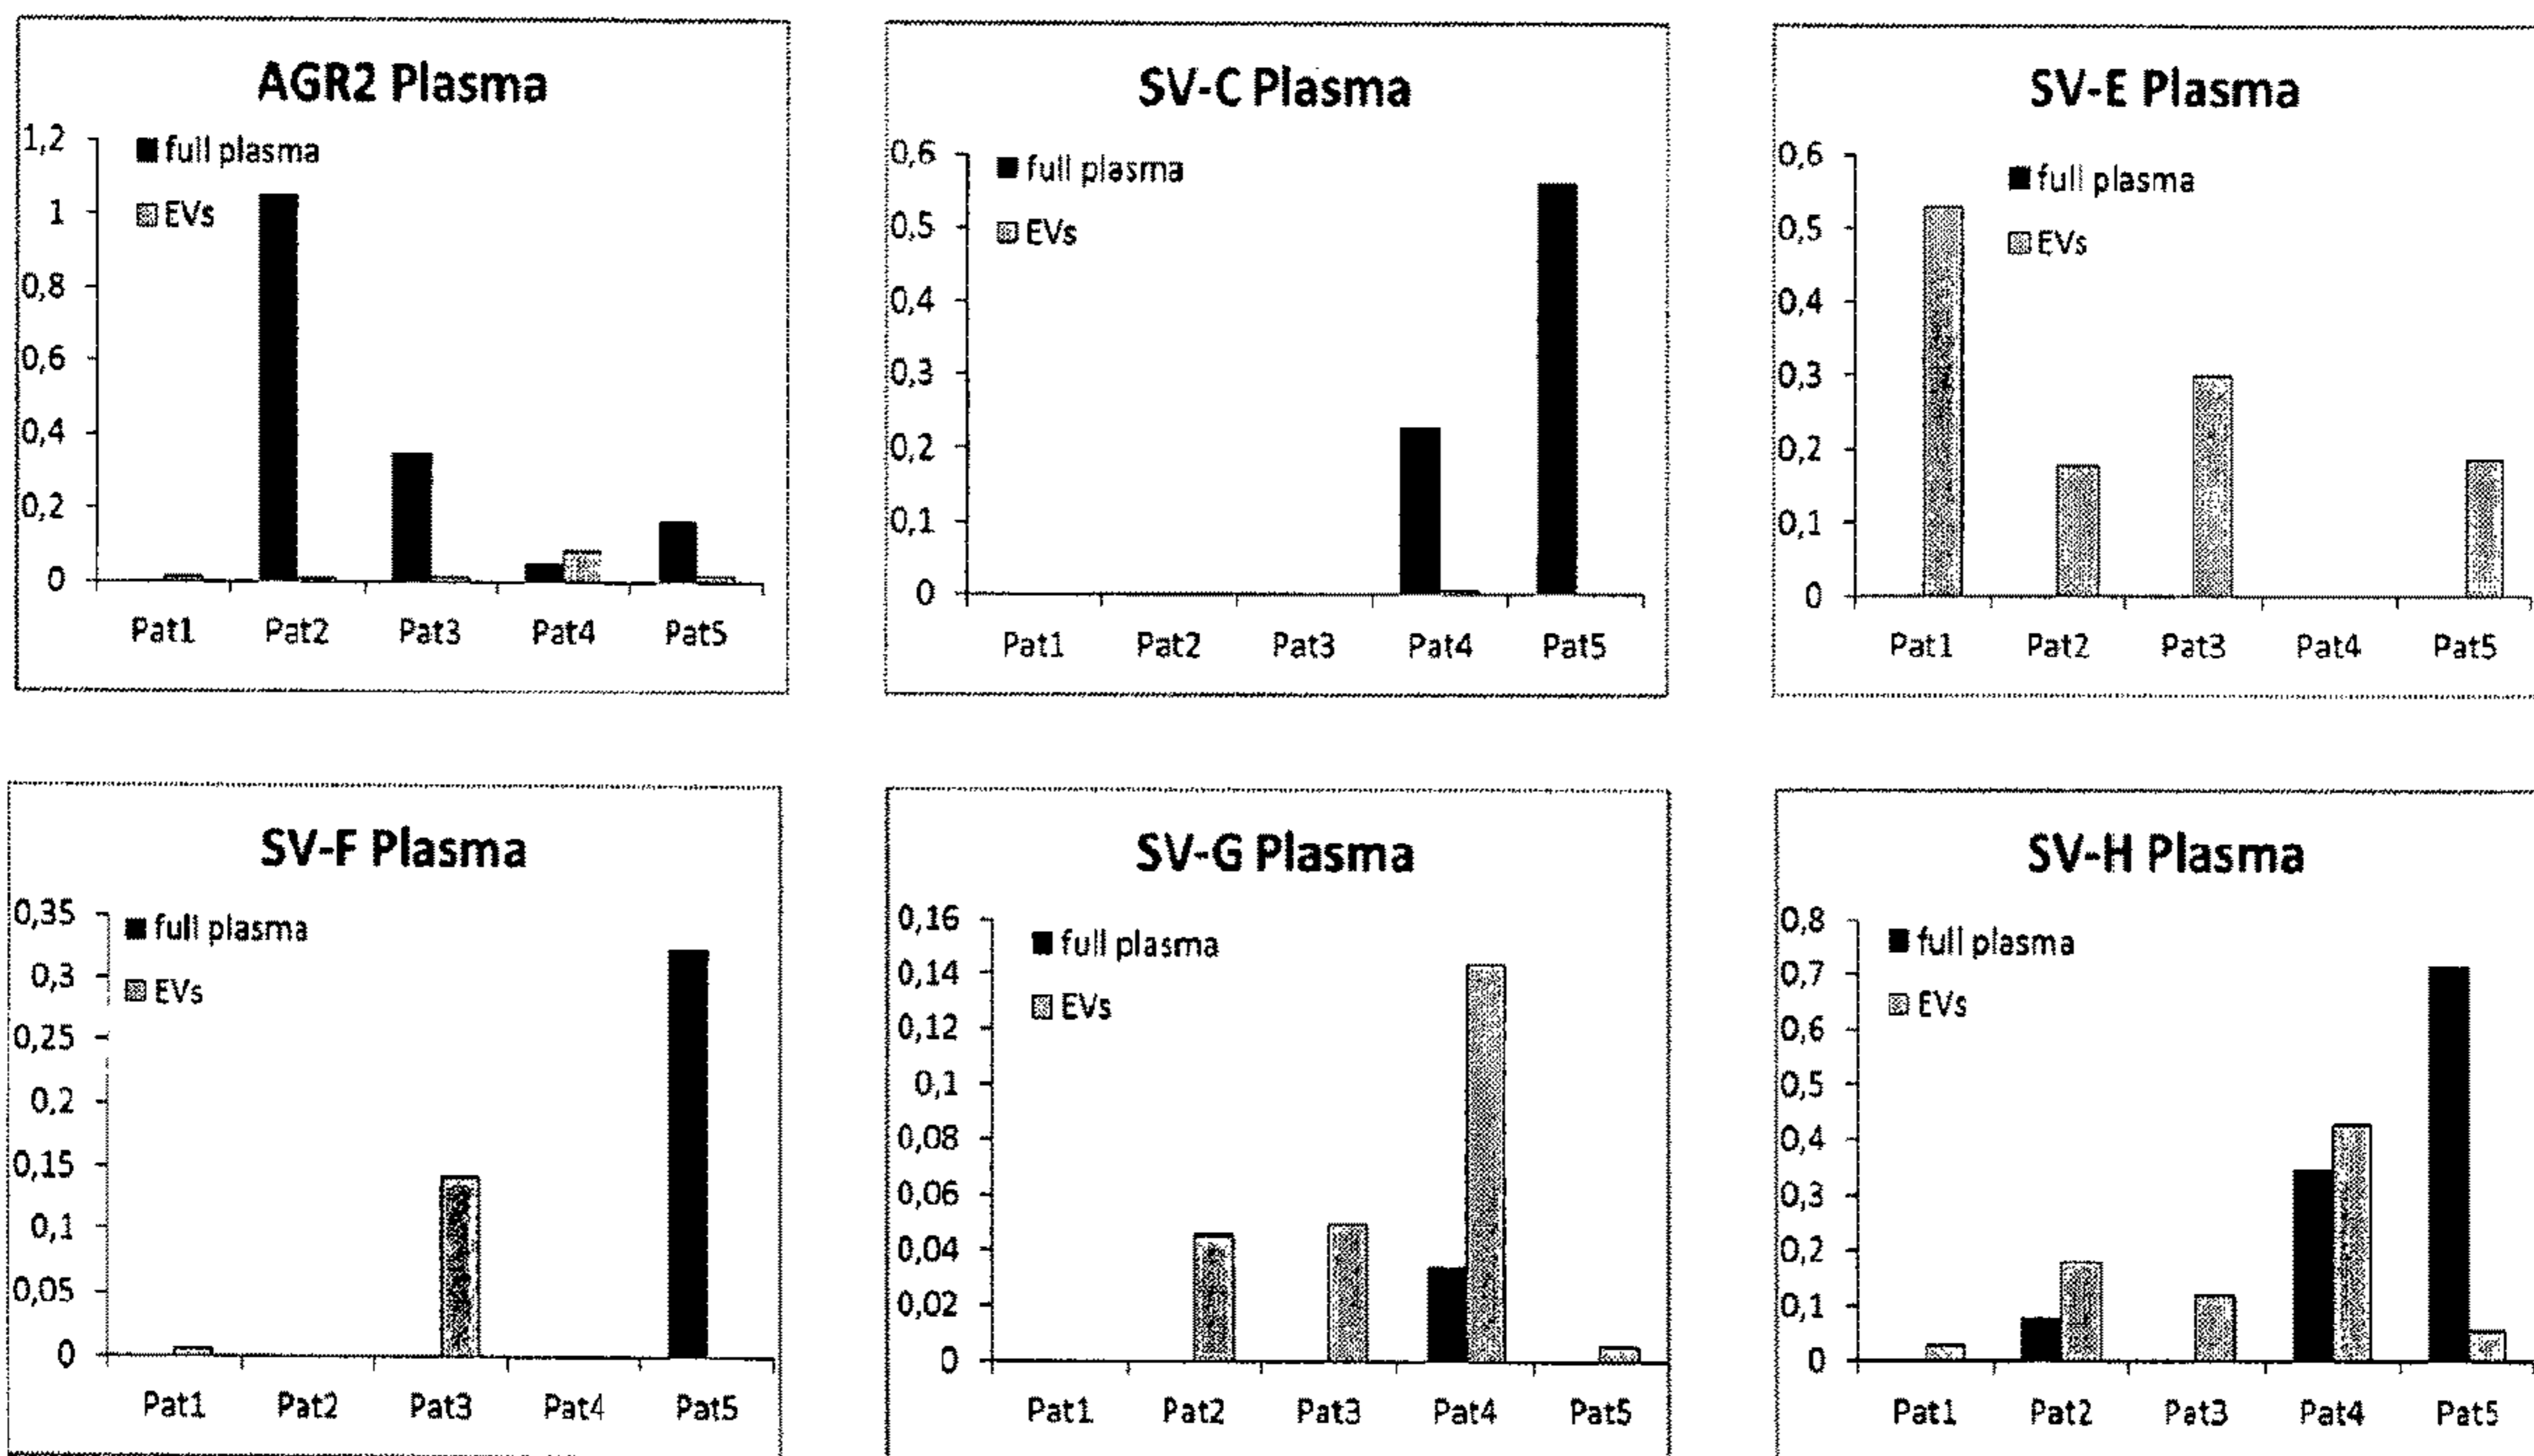 AGR2 Plasma
1,2
1
0,8
0,6
0,4
0,2
0
full plasma
EVs
Pat1 Pat2 Pat3 Pat4 Pat5
SV-C Plasma
0,6
0,5
0,4
0,3
0,2
0,1
0
full plasma
EVs
Pat1 Pat2 Pat3 Pat4 Pat5
SV-E Plasma
0,6
0,5
0,4
0,3
0,2
0,1
0
full plasma
EVs
Pat1 Pat2 Pat3 Pat4 Pat5
SV-F Plasma
0,35
0,3
0,25
0,2
0,15
0,1
0,05
0
full plasma
EVs
Pat1 Pat2 Pat3 Pat4 Pat5
SV-G Plasma
0,16
0,14
0,12
0,1
0,08
0,06
0,04
0,02
0
full plasma
EVs
Pat1 Pat2 Pat3 Pat4 Pat5
SV-H Plasma
0,8
0,7
0,6
0,5
0,4
0,3
0,2
0,1
0
full plasma
EVs
Pat1 Pat2 Pat3 Pat4 Pat5